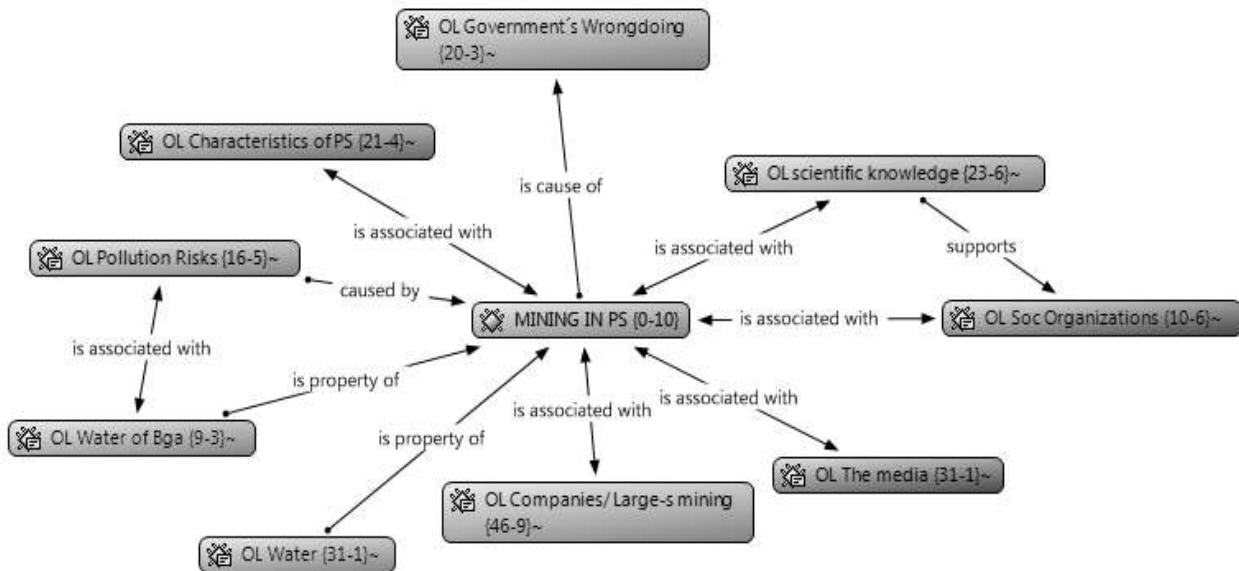 OL Government´s Wrongdoing
{20-3}~
OL Characteristics of PS {21-4}~
OL scientific knowledge {23-6}~
is cause of
is associated with
is associated with
supports
OL Pollution Risks {16-5}~
caused by
MINING IN PS {0-10}
is associated with
OL Soc Organizations {10-6}~
is associated with
is property of
is associated with
is associated with
OL Water of Bga {9-3}~
is property of
OL The media {31-1}~
OL Companies/ Large-s mining
{46-9}~
OL Water {31-1}~